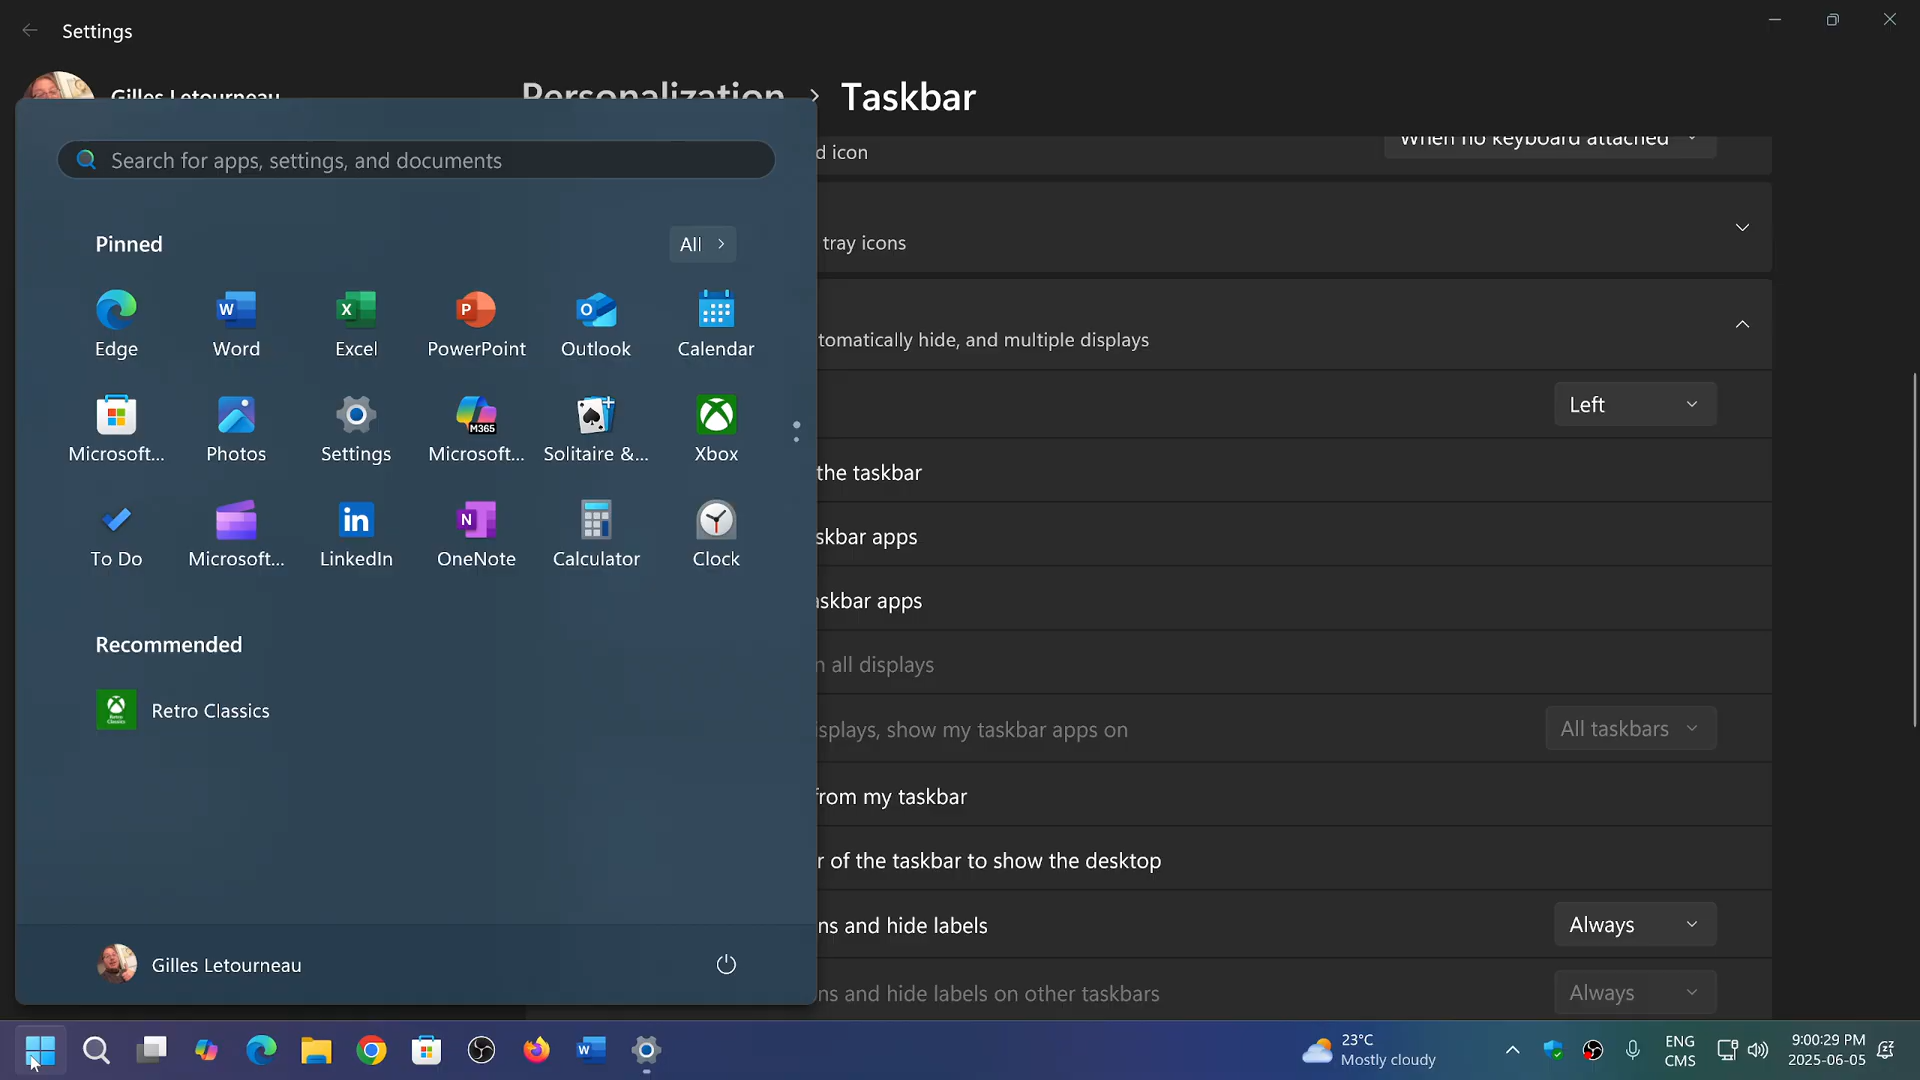 Settings
Gilles Letourneau
Personalization > Taskbar
When no keyboard attached
d icon
Search for apps, settings, and documents
Pinned
All >
tray icons
Edge
Word
Excel
PowerPoint
Outlook
Calendar
tomatically hide, and multiple displays
Left
Microsoft...
Photos
Settings
M365
Microsoft...
Solitaire &...
Xbox
the taskbar
skbar apps
To Do
Microsoft...
LinkedIn
OneNote
Calculator
Clock
askbar apps
Recommended
n all displays
Retro Classics
isplays, show my taskbar apps on
All taskbars
from my taskbar
r of the taskbar to show the desktop
ns and hide labels
Always
Gilles Letourneau
ns and hide labels on other taskbars
Always
23°C
Mostly cloudy
ENG
CMS
9:00:29 PM
2025-06-05